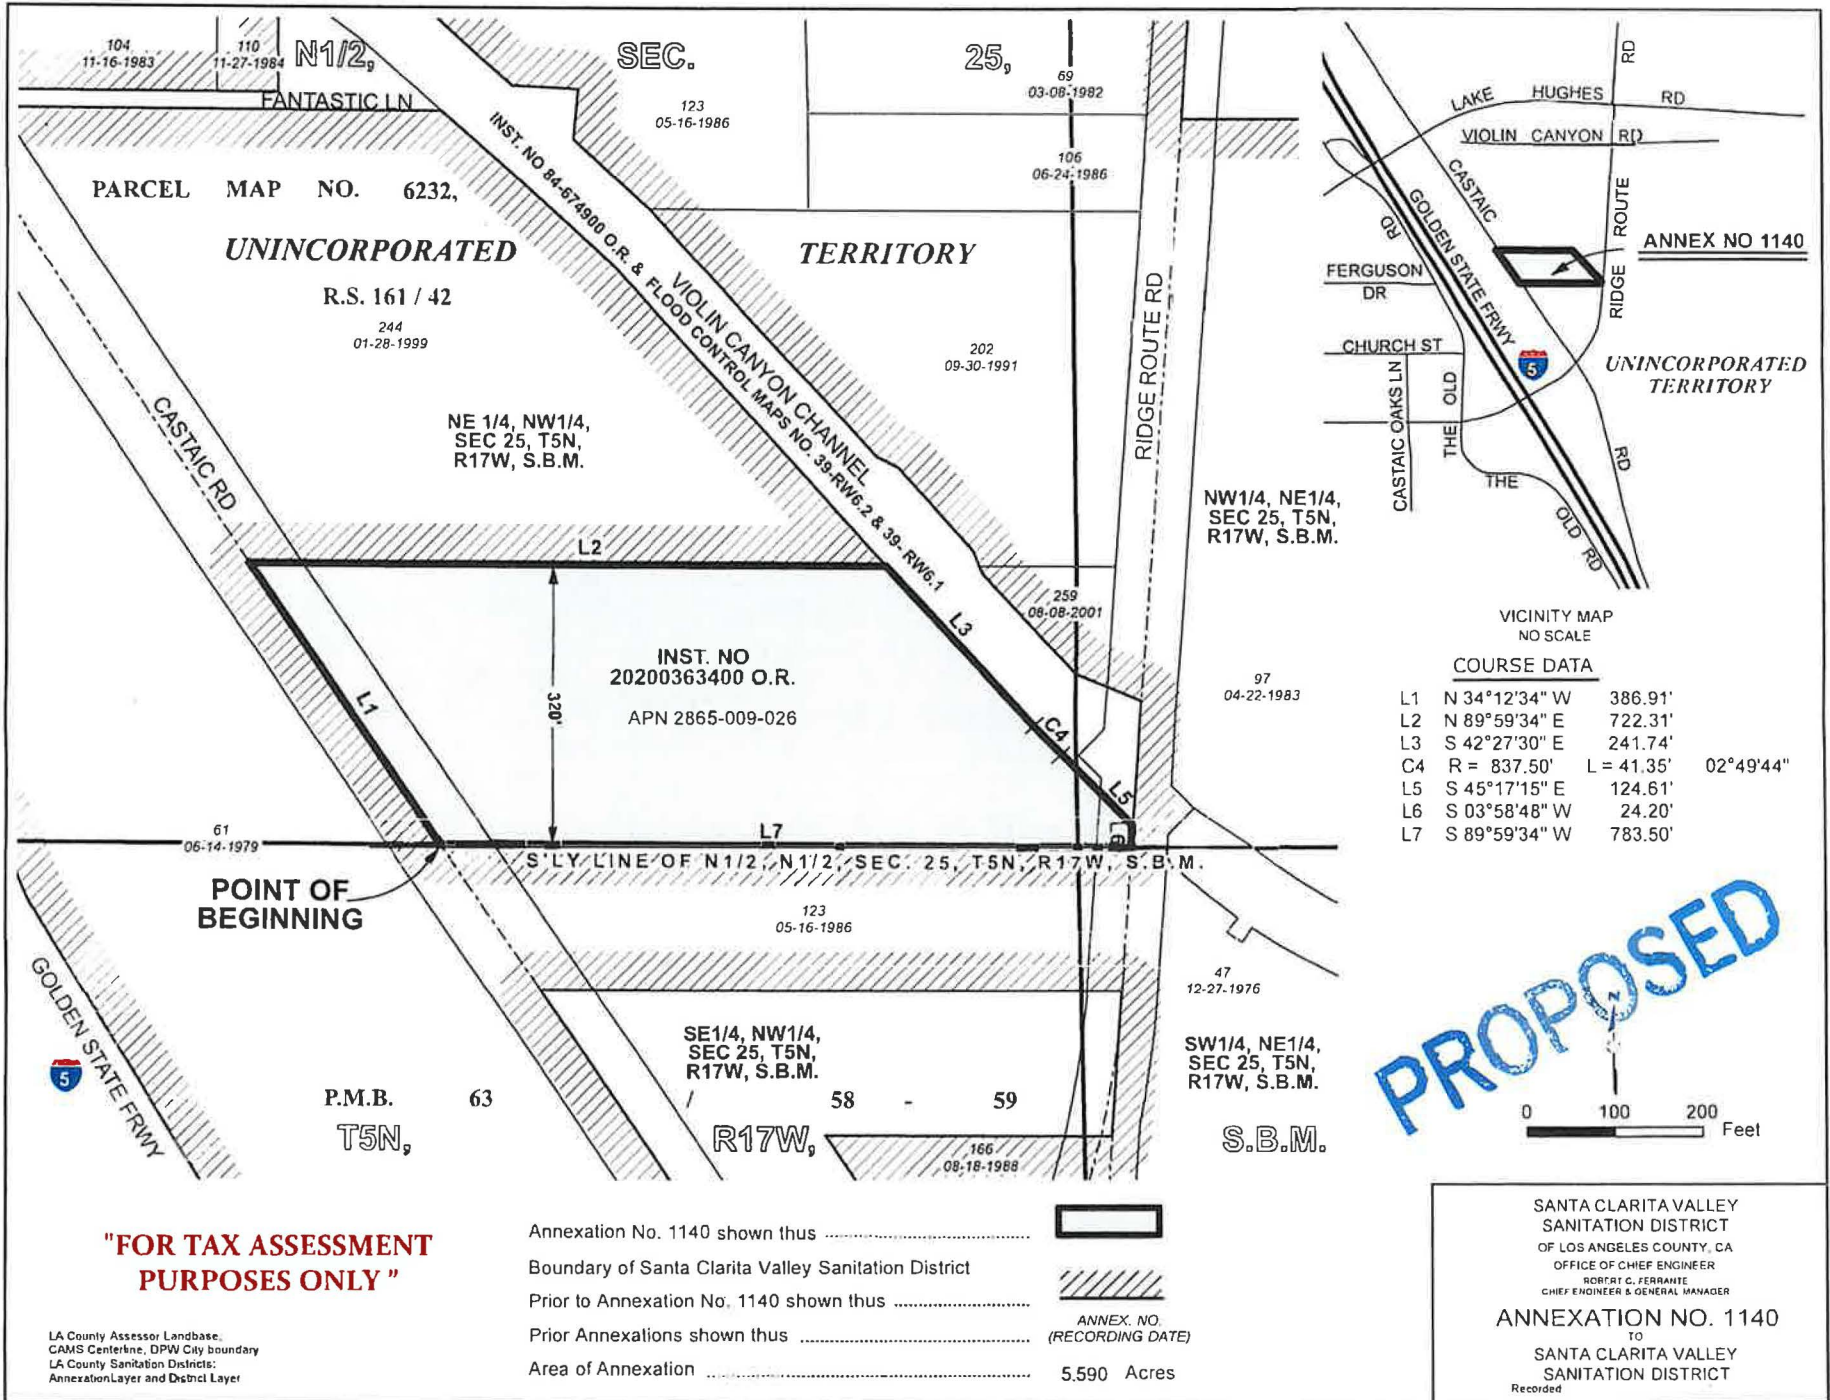 104
11-16-1983
110
11-27-1984
N1/2,
SEC.
25,
FANTASTIC LN
123
05-16-1986
69
03-08-1982
106
06-24-1986
PARCEL MAP NO. 6232,
UNINCORPORATED
TERRITORY
R.S. 161 / 42
244
01-28-1999
INST. NO 84-674900 O.R. & FLOOD CONTROL MAPS NO. 39-RW6.2 & 39- RW6.1
VIOLIN CANYON CHANNEL
202
09-30-1991
RIDGE ROUTE RD
CASTAIC RD
NE 1/4, NW1/4,
SEC 25, T5N,
R17W, S.B.M.
NW1/4, NE1/4,
SEC 25, T5N,
R17W, S.B.M.
L2
259
08-08-2001
L3
INST. NO
20200363400 O.R.
APN 2865-009-026
320'
L1
97
04-22-1983
C4
L5
L6
L7
61
06-14-1979
S'LY LINE OF N1/2, N1/2, SEC. 25, T5N, R17W, S.B.M.
POINT OF
BEGINNING
123
05-16-1986
47
12-27-1976
GOLDEN STATE FRWY
5
SE1/4, NW1/4,
SEC 25, T5N,
R17W, S.B.M.
SW1/4, NE1/4,
SEC 25, T5N,
R17W, S.B.M.
P.M.B. 63 / 58 - 59
T5N,
R17W,
S.B.M.
166
08-18-1988
LAKE HUGHES RD
RD
VIOLIN CANYON RD
CASTAIC
GOLDEN STATE FRWY
RD
RIDGE ROUTE
ANNEX NO 1140
FERGUSON
DR
CHURCH ST
5
UNINCORPORATED
TERRITORY
CASTAIC OAKS LN
THE OLD
RD
THE
OLD RD
VICINITY MAP
NO SCALE
COURSE DATA
L1 N 34°12'34" W 386.91'
L2 N 89°59'34" E 722.31'
L3 S 42°27'30" E 241.74'
C4 R = 837.50' L = 41.35' 02°49'44"
L5 S 45°17'15" E 124.61'
L6 S 03°58'48" W 24.20'
L7 S 89°59'34" W 783.50'
PROPOSED
N
0 100 200
Feet
"FOR TAX ASSESSMENT
PURPOSES ONLY "
LA County Assessor Landbase,
CAMS Centerline, DPW City boundary
LA County Sanitation Districts:
AnnexationLayer and District Layer
Annexation No. 1140 shown thus
Boundary of Santa Clarita Valley Sanitation District
Prior to Annexation No. 1140 shown thus
Prior Annexations shown thus
ANNEX. NO.
(RECORDING DATE)
Area of Annexation 5.590 Acres
SANTA CLARITA VALLEY
SANITATION DISTRICT
OF LOS ANGELES COUNTY, CA
OFFICE OF CHIEF ENGINEER
ROBERT C. FERRANTE
CHIEF ENGINEER & GENERAL MANAGER
ANNEXATION NO. 1140
TO
SANTA CLARITA VALLEY
SANITATION DISTRICT
Recorded